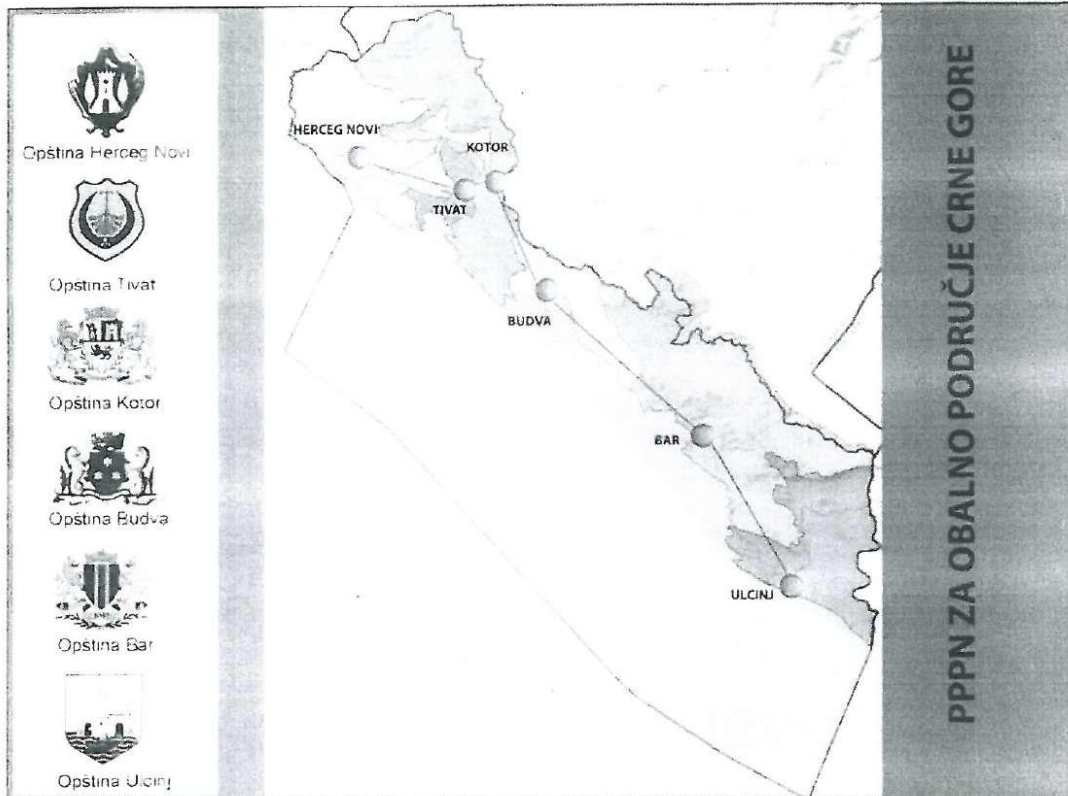 Opština Herceg Novi
Opština Tivat
Opština Kotor
Opština Budva
Opština Bar
Opština Ulcinj
HERCEG NOVI
KOTOR
TIVAT
BUDVA
BAR
ULCINJ
PPPN ZA OBALNO PODRUČJE CRNE GORE